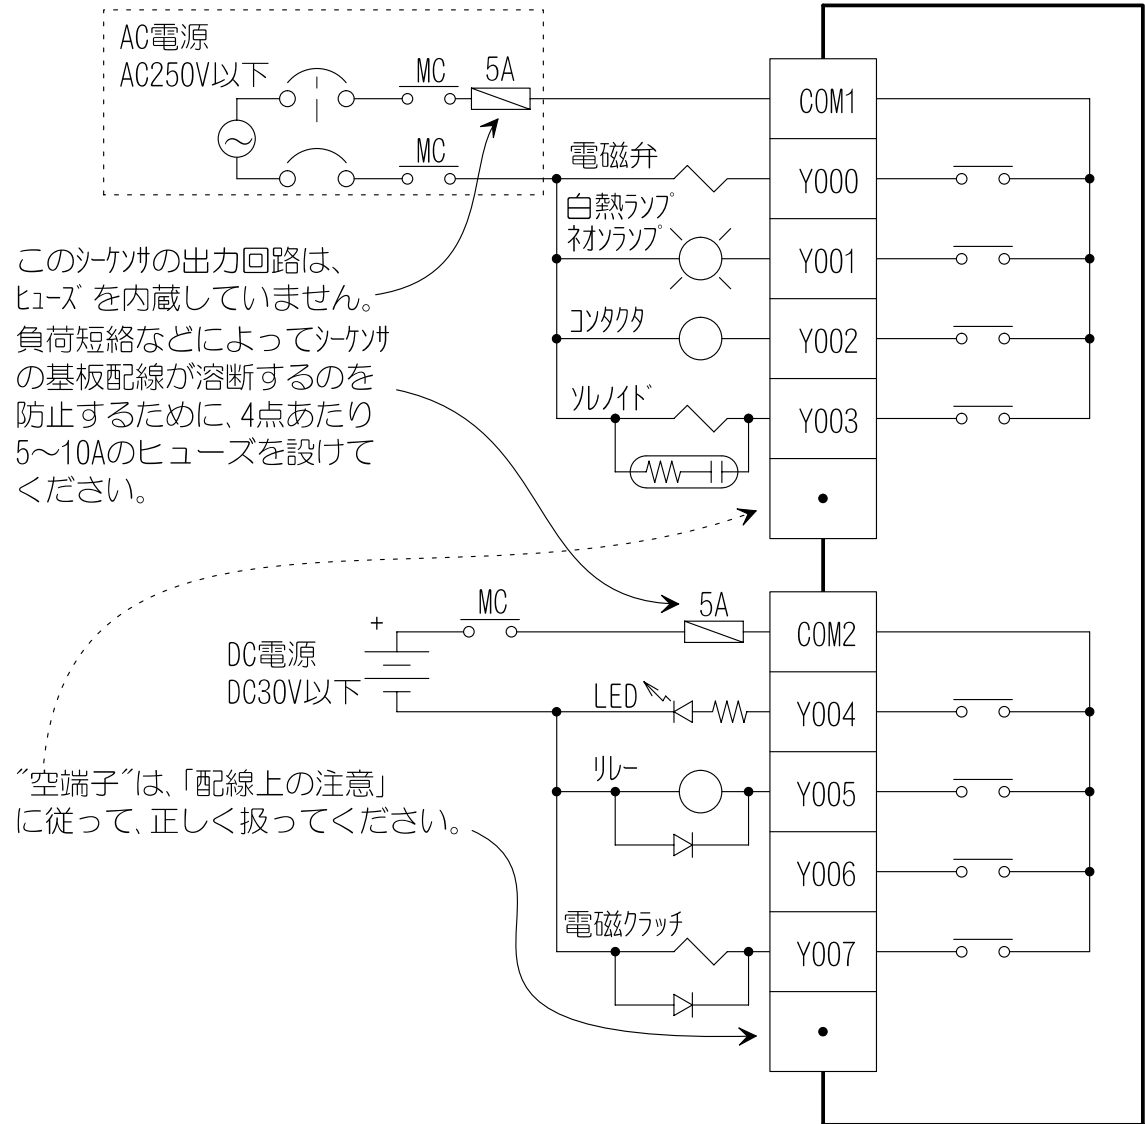 AC電源
AC250V以下
MC
5A
MC
COM1
電磁弁
Y000
白熱ランプ
ネオンランプ
Y001
コンタクタ
Y002
ソレノイド
Y003
このシーケンサの出力回路は、
ヒューズを内蔵していません。
負荷短絡などによってシーケンサ
の基板配線が溶断するのを
防止するために、4点あたり
5～10Aのヒューズを設けて
ください。
MC
5A
COM2
+
DC電源
DC30V以下
LED
Y004
リレー
Y005
Y006
電磁クラッチ
Y007
"空端子"は、「配線上の注意」
に従って、正しく扱ってください。